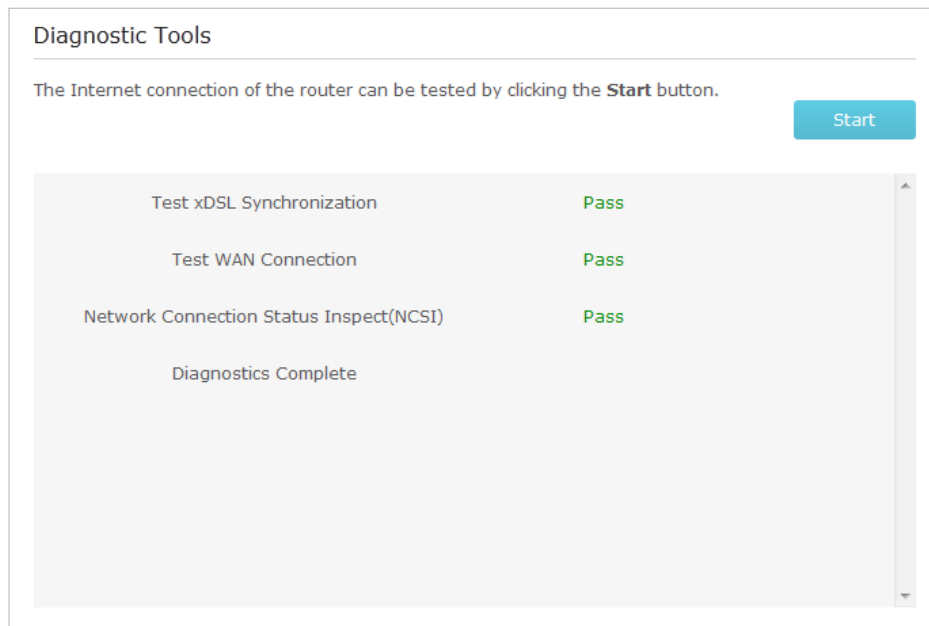 Diagnostic Tools
The Internet connection of the router can be tested by clicking the Start button.
Start
Test xDSL Synchronization Pass
Test WAN Connection Pass
Network Connection Status Inspect(NCSI) Pass
Diagnostics Complete